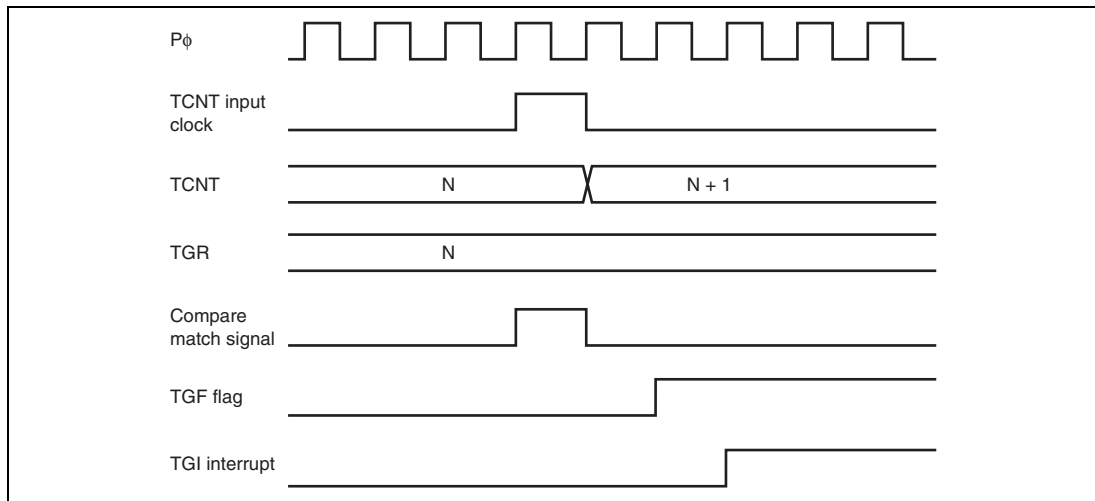 Pϕ
TCNT input
clock
TCNT
N
N + 1
TGR
N
Compare
match signal
TGF flag
TGI interrupt